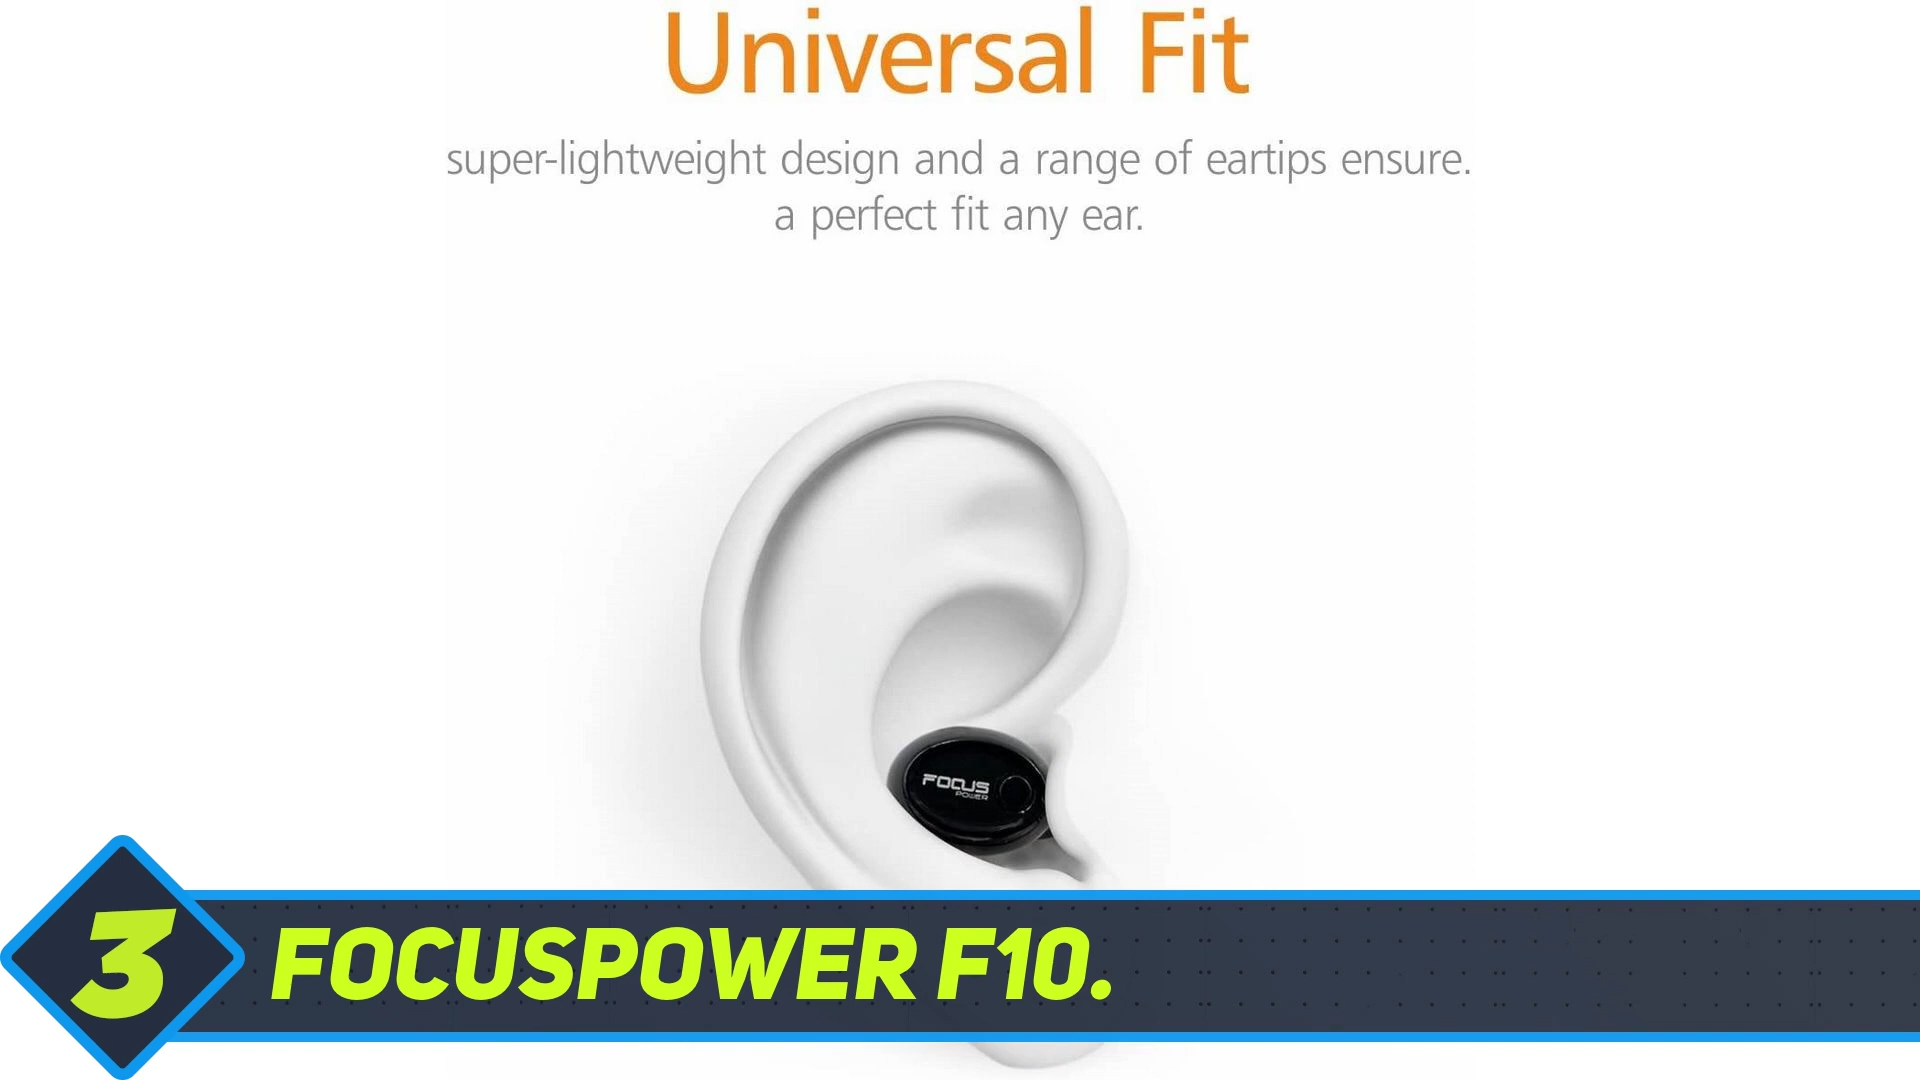 Universal Fit
super-lightweight design and a range of eartips ensure.
a perfect fit any ear.
FOCUS
POWER
3
FOCUSPOWER F10.